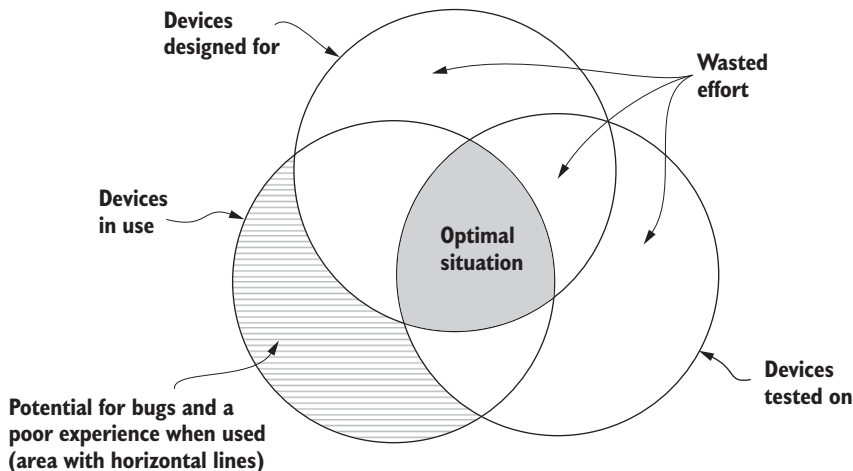 Devices
designed for
Wasted
effort
Devices
in use
Optimal
situation
Devices
tested on
Potential for bugs and a
poor experience when used
(area with horizontal lines)